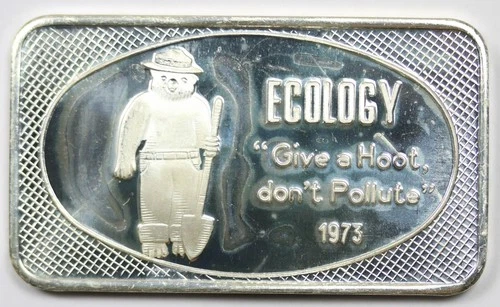 ECOLOGY
"Give a Hoot,
don't Pollute"
1973